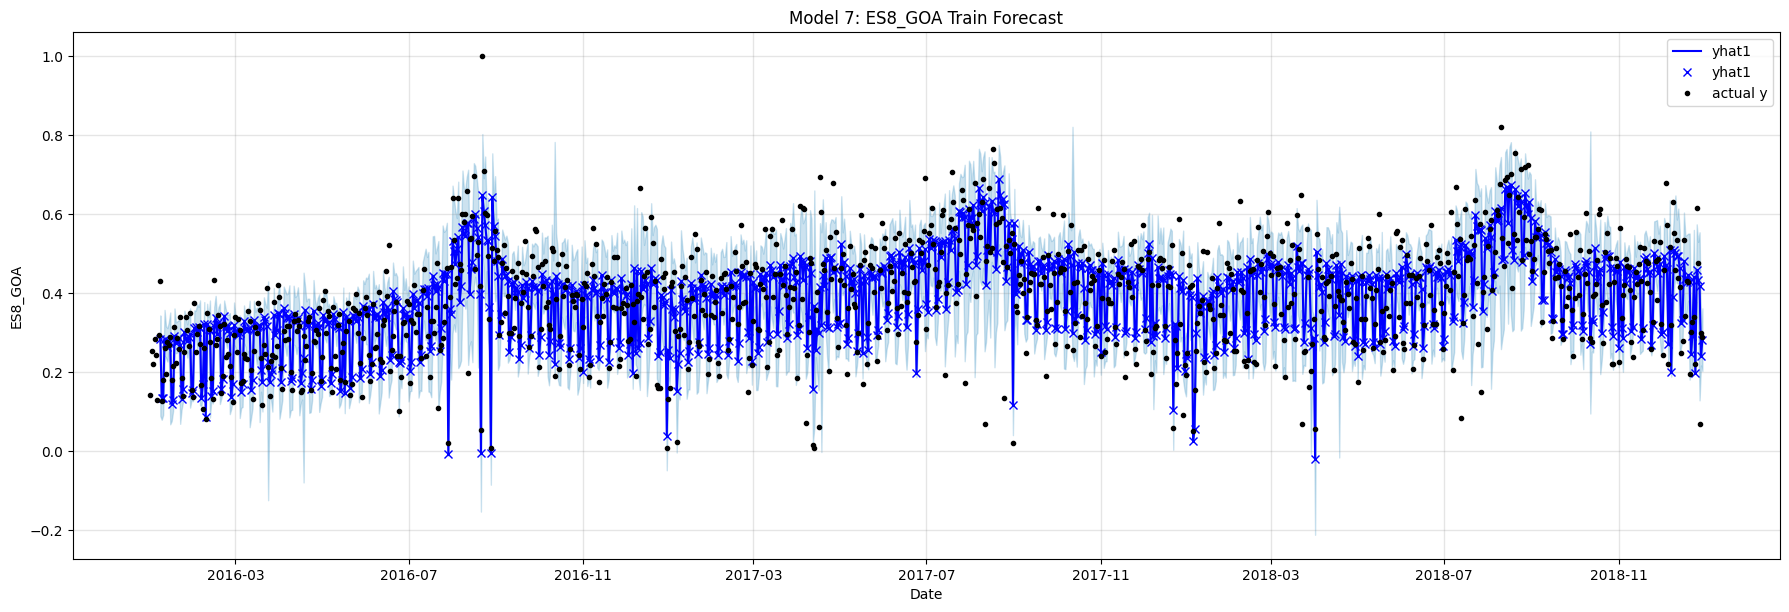 Model 7: ES8_GOA Train Forecast
yhat1
yhat1
actual y
1.0
0.8
0.6
0.4
0.2
0.0
−0.2
ES8_GOA
2016-03
2016-07
2016-11
2017-03
2017-07
2017-11
2018-03
2018-07
2018-11
Date